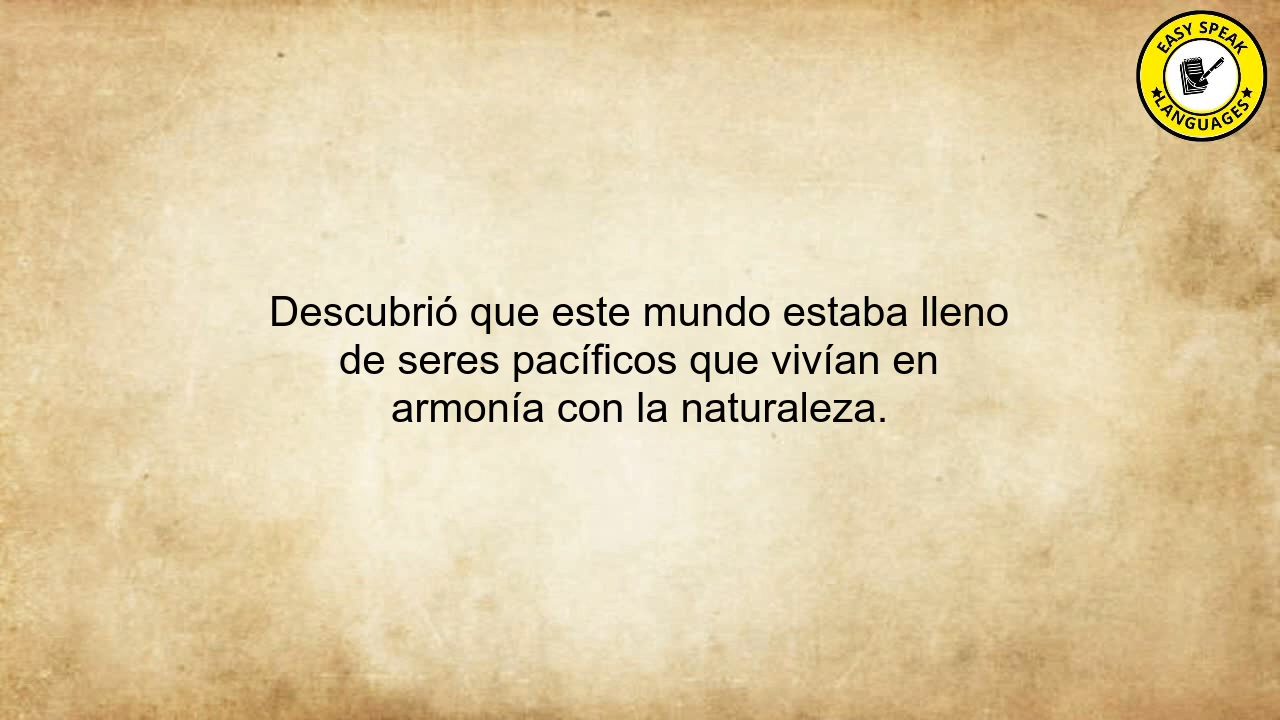 EASY SPEAK
LANGUAGES
Descubrió que este mundo estaba lleno
de seres pacíficos que vivían en
armonía con la naturaleza.